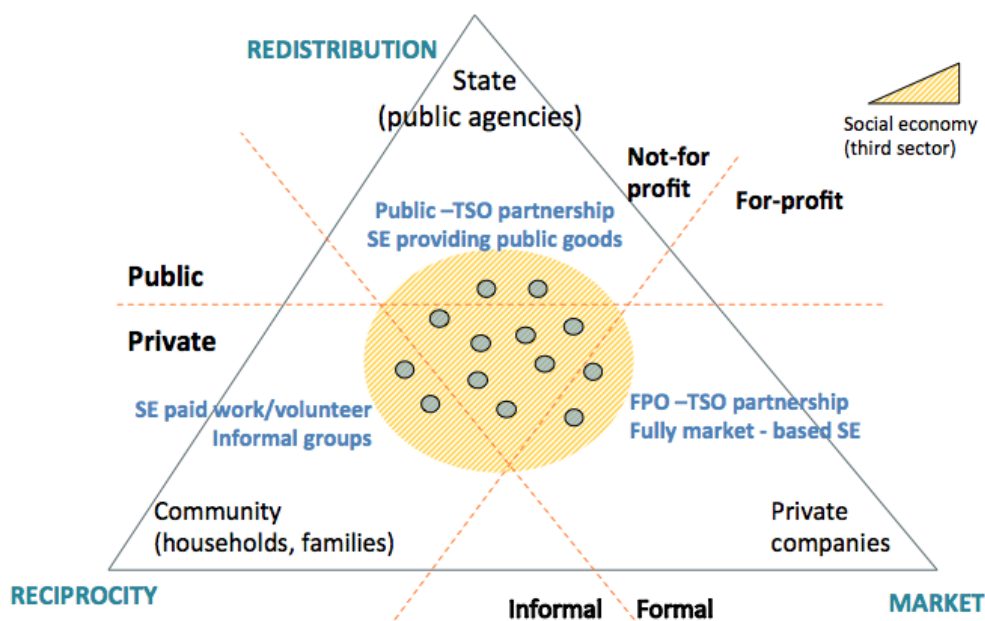 REDISTRIBUTION
State
(public agencies)
Social economy
(third sector)
Not-for
profit
For-profit
Public –TSO partnership
SE providing public goods
Public
Private
SE paid work/volunteer
Informal groups
FPO –TSO partnership
Fully market - based SE
Community
(households, families)
Private
companies
RECIPROCITY
Informal
Formal
MARKET